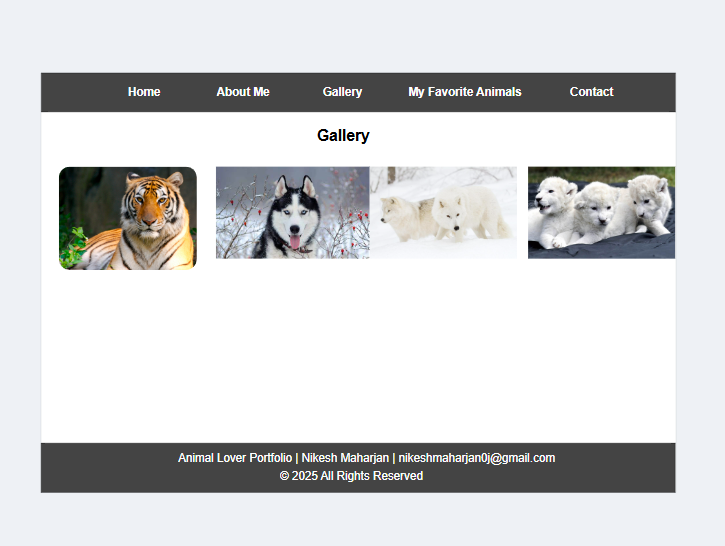 Home About Me Gallery My Favorite Animals Contact
Gallery
Animal Lover Portfolio | Nikesh Maharjan | nikeshmaharjan0j@gmail.com
© 2025 All Rights Reserved